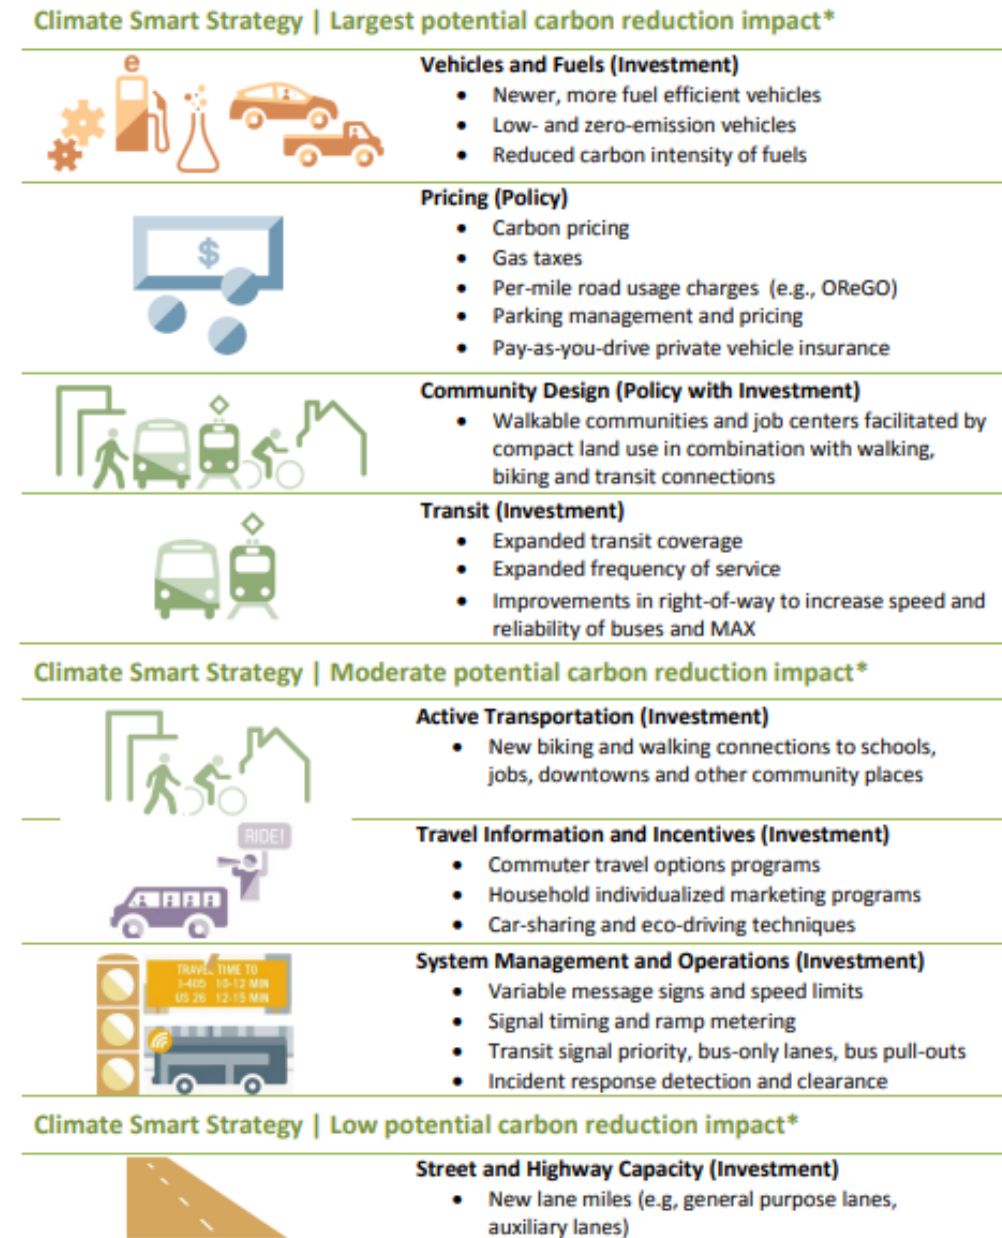 Climate Smart Strategy | Largest potential carbon reduction impact*
e
Vehicles and Fuels (Investment)
• Newer, more fuel efficient vehicles
• Low- and zero-emission vehicles
• Reduced carbon intensity of fuels
$
Pricing (Policy)
• Carbon pricing
• Gas taxes
• Per-mile road usage charges (e.g., OReGO)
• Parking management and pricing
• Pay-as-you-drive private vehicle insurance
Community Design (Policy with Investment)
• Walkable communities and job centers facilitated by
compact land use in combination with walking,
biking and transit connections
Transit (Investment)
• Expanded transit coverage
• Expanded frequency of service
• Improvements in right-of-way to increase speed and
reliability of buses and MAX
Climate Smart Strategy | Moderate potential carbon reduction impact*
Active Transportation (Investment)
• New biking and walking connections to schools,
jobs, downtowns and other community places
RIDE!
Travel Information and Incentives (Investment)
• Commuter travel options programs
• Household individualized marketing programs
• Car-sharing and eco-driving techniques
TRAVEL TIME TO
I-405 10-12 MIN
US 26 12-15 MIN
System Management and Operations (Investment)
• Variable message signs and speed limits
• Signal timing and ramp metering
• Transit signal priority, bus-only lanes, bus pull-outs
• Incident response detection and clearance
Climate Smart Strategy | Low potential carbon reduction impact*
Street and Highway Capacity (Investment)
• New lane miles (e.g, general purpose lanes,
auxiliary lanes)